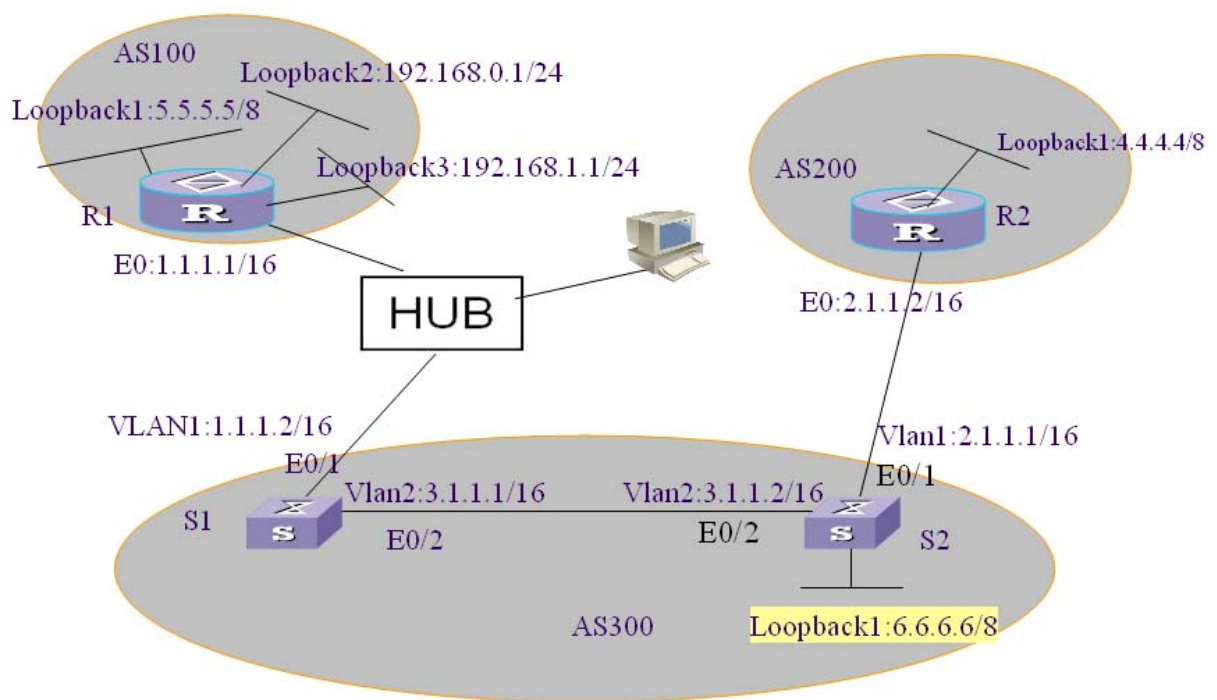 AS100
Loopback2:192.168.0.1/24
Loopback1:5.5.5.5/8
Loopback3:192.168.1.1/24
R
R1
E0:1.1.1.1/16
HUB
AS200
Loopback1:4.4.4.4/8
R
R2
E0:2.1.1.2/16
VLAN1:1.1.1.2/16
E0/1
Vlan1:2.1.1.1/16
E0/1
Vlan2:3.1.1.1/16
Vlan2:3.1.1.2/16
S1
S
E0/2
E0/2
S
S2
AS300
Loopback1:6.6.6.6/8